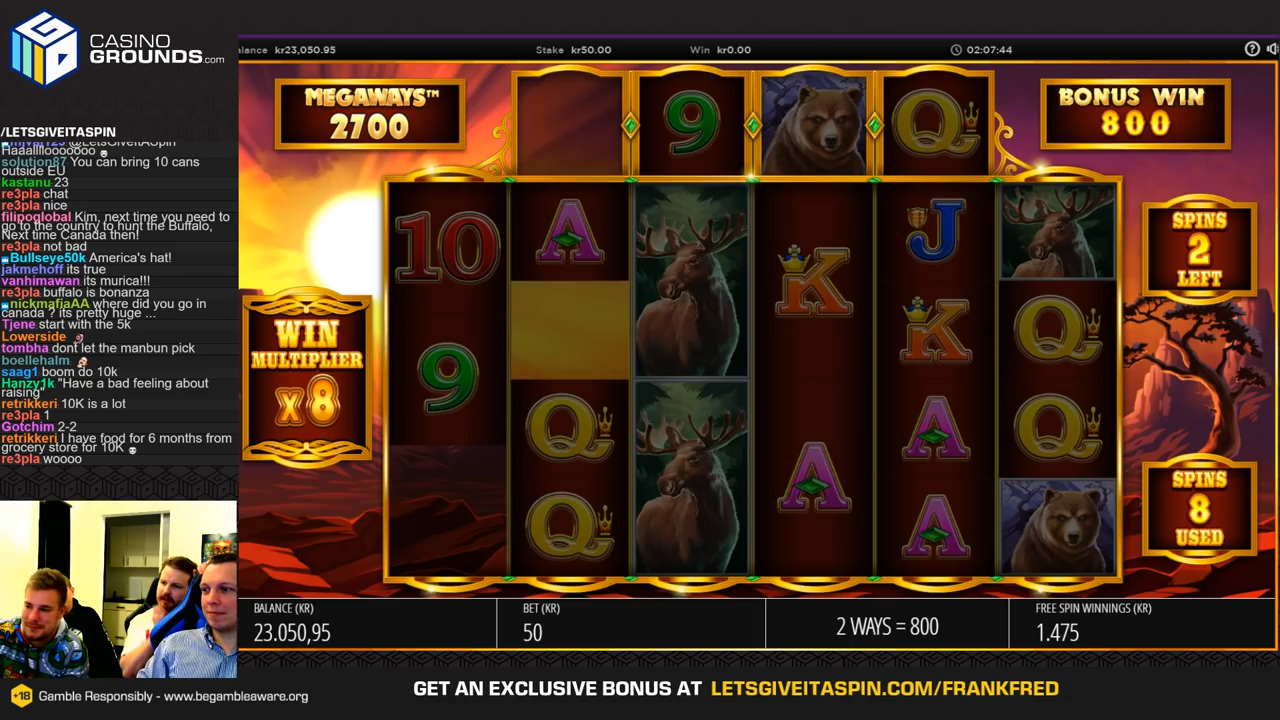 CASINO
GROUNDS.com
/LETSGIVEITASPIN
@LetsGiveItASpin
Haaallllooooooo
solution87 You can bring 10 cans
outside EU
kastanu 23
re3pla chat
re3pla nice
filipoglobal Kim, next time you need to
go to the country to hunt the Buffalo,
Next time Canada then!
re3pla not bad
Bullseye50k America's hat!
jakmehoff its true
vanhimawan its murica!!!
re3pla buffalo is bonanza
nickmafiaAA where did you go in
canada ? its pretty huge ...
Tjene start with the 5k
Lowerside
tombha dont let the manbun pick
boellehalm
saag1 boom do 10k
Hanzy1k "Have a bad feeling about
raising"
retrikkeri 10K is a lot
re3pla 1
Gotchim 2-2
retrikkeri I have food for 6 months from
grocery store for 10K
re3pla woooo
alance kr23,050.95
Stake kr50.00
Win kr0.00
02:07:44
?
MEGAWAYS™
2700
9
Q
BONUS WIN
800
10
A
J
K
K
Q
9
Q
A
Q
A
Q
A
WIN
MULTIPLIER
x8
SPINS
2
LEFT
SPINS
8
USED
BALANCE (KR)
23.050,95
BET (KR)
50
2 WAYS = 800
FREE SPIN WINNINGS (KR)
1.475
+18 Gamble Responsibly - www.begambleaware.org
GET AN EXCLUSIVE BONUS AT LETSGIVEITASPIN.COM/FRANKFRED